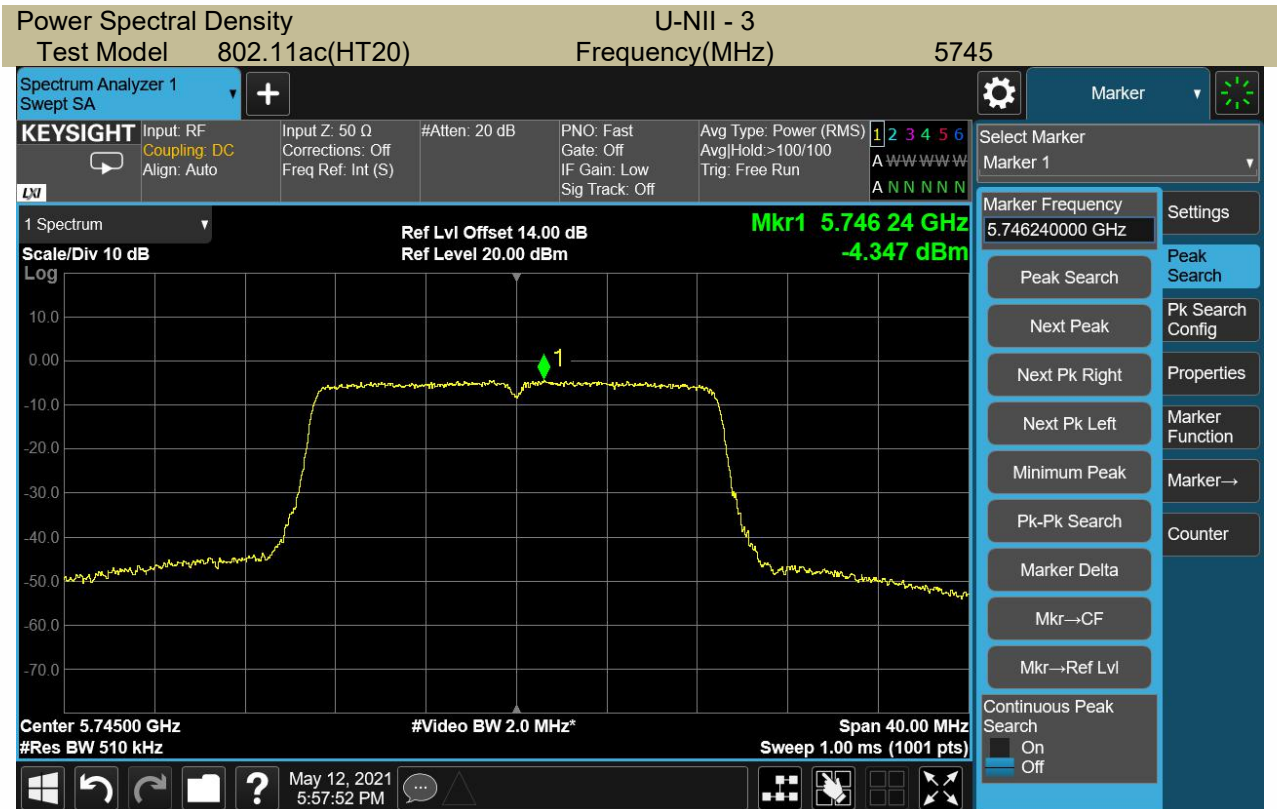 Power Spectral Density U-NII - 3
Test Model 802.11ac(HT20) Frequency(MHz) 5745
Spectrum Analyzer 1
Swept SA
+
Marker
KEYSIGHT
LXI
Input: RF
Coupling: DC
Align: Auto
Input Z: 50 Ω
Corrections: Off
Freq Ref: Int (S)
#Atten: 20 dB
PNO: Fast
Gate: Off
IF Gain: Low
Sig Track: Off
Avg Type: Power (RMS)
Avg|Hold:>100/100
Trig: Free Run
1 2 3 4 5 6
A W W W W W
A N N N N N
Select Marker
Marker 1
1 Spectrum
Scale/Div 10 dB
Ref Lvl Offset 14.00 dB
Ref Level 20.00 dBm
Mkr1 5.746 24 GHz
-4.347 dBm
Log
10.0
0.00
-10.0
-20.0
-30.0
-40.0
-50.0
-60.0
-70.0
1
Center 5.74500 GHz
#Res BW 510 kHz
#Video BW 2.0 MHz*
Span 40.00 MHz
Sweep 1.00 ms (1001 pts)
Marker Frequency
5.746240000 GHz
Peak Search
Next Peak
Next Pk Right
Next Pk Left
Minimum Peak
Pk-Pk Search
Marker Delta
Mkr→CF
Mkr→Ref Lvl
Continuous Peak
Search
On
Off
Settings
Peak
Search
Pk Search
Config
Properties
Marker
Function
Marker→
Counter
?
May 12, 2021
5:57:52 PM